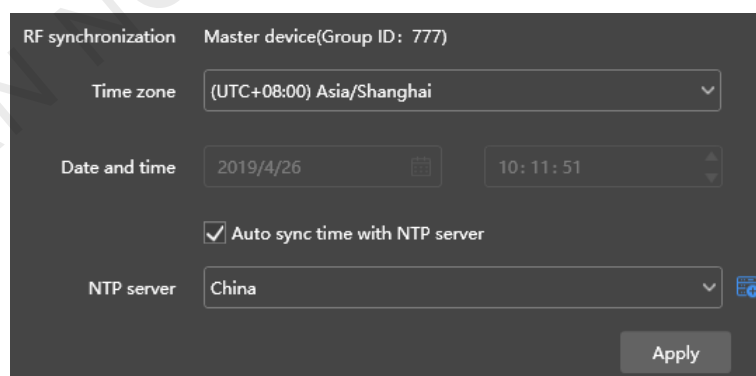 RF synchronization Master device(Group ID: 777)
Time zone (UTC+08:00) Asia/Shanghai
Date and time 2019/4/26 10:11:51
Auto sync time with NTP server
NTP server China
Apply